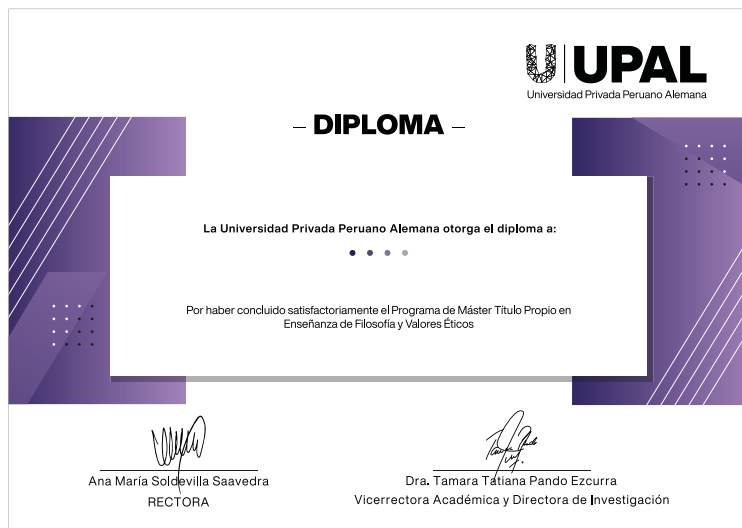 UPAL
Universidad Privada Peruano Alemana
– DIPLOMA –
La Universidad Privada Peruano Alemana otorga el diploma a:
Por haber concluido satisfactoriamente el Programa de Máster Título Propio en
Enseñanza de Filosofía y Valores Éticos
Ana María Soldevilla Saavedra
RECTORA
Dra. Tamara Tatiana Pando Ezcurra
Vicerrectora Académica y Directora de Investigación